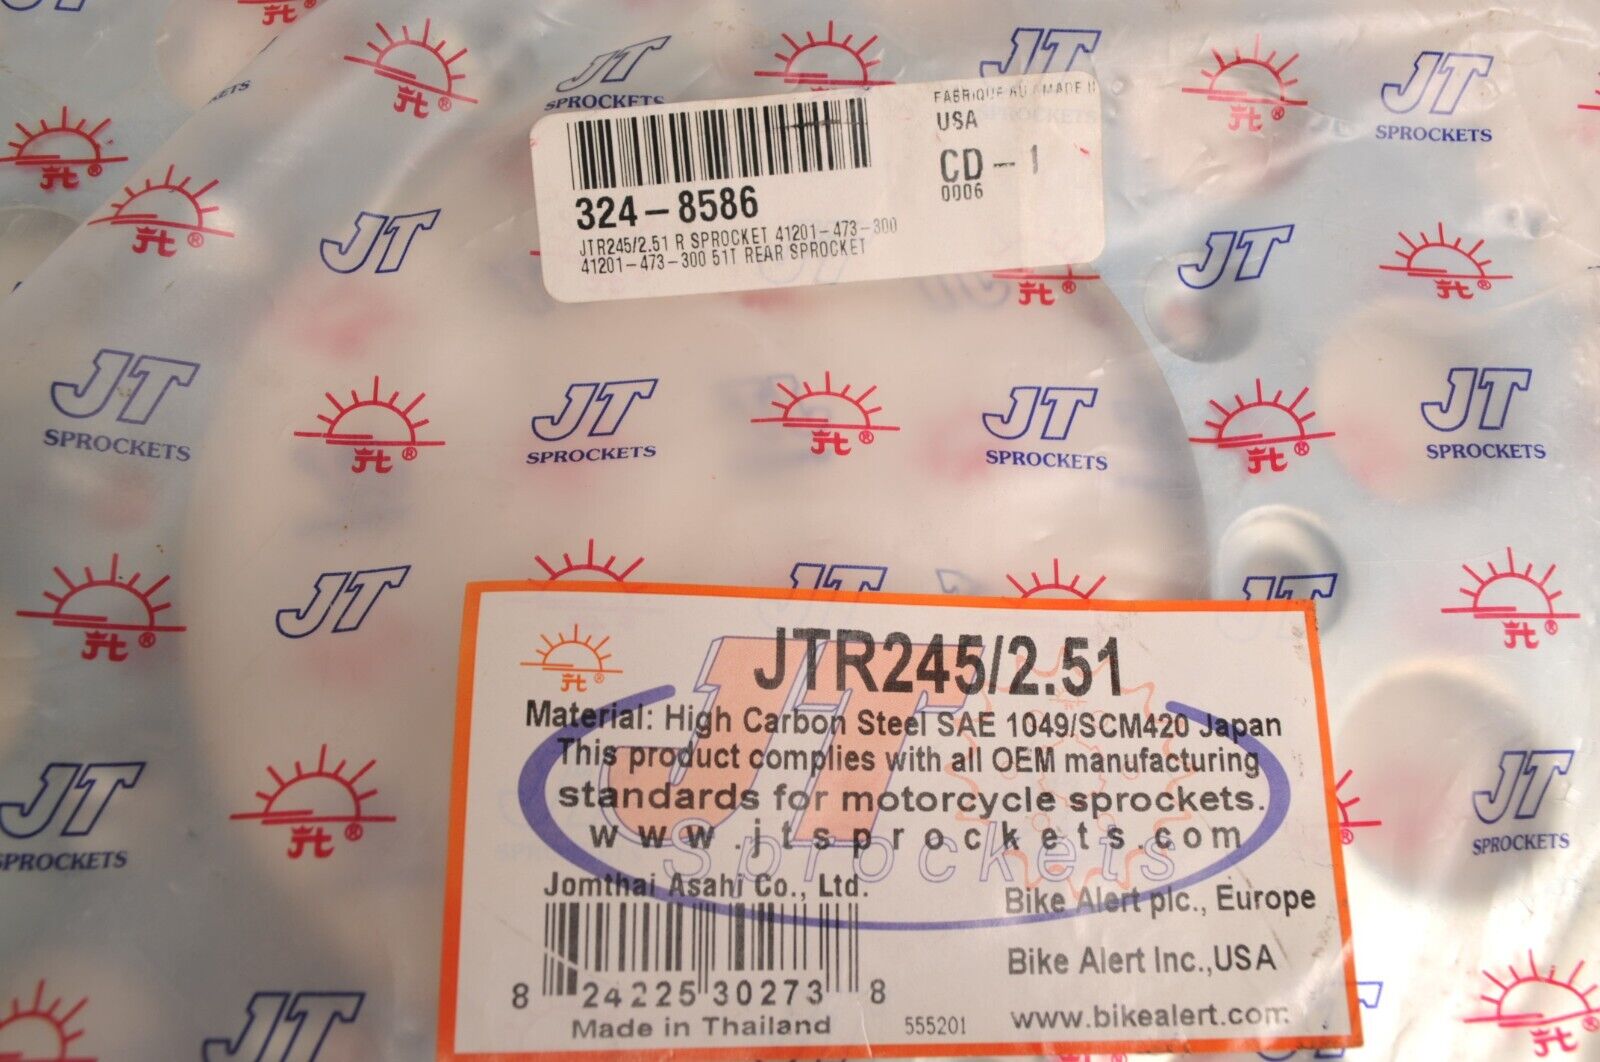 FABRIQUE AU / MADE
USA
CD-1
0006
324-8586
JTR245/2.51 R SPROCKET 41201-473-300
41201-473-300 51T REAR SPROCKET
JT
SPROCKETS
JTR245/2.51
Material: High Carbon Steel SAE 1049/SCM420 Japan
This product complies with all OEM manufacturing
standards for motorcycle sprockets.
www.jtsprockets.com
JT
Sprockets
Jomthai Asahi Co., Ltd.
Bike Alert plc., Europe
Bike Alert Inc.,USA
8 24225 30273 8
Made in Thailand
555201
www.bikealert.com